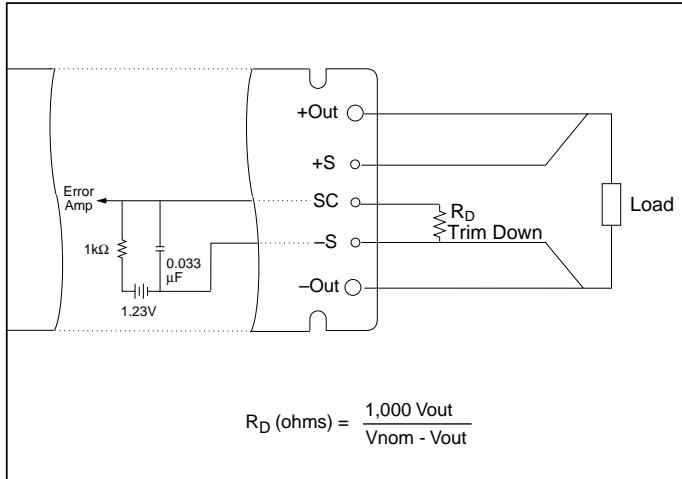 +Out
+S
Error
Amp
SC
RD
1kΩ
–S
Trim Down
Load
0.033
µF
–Out
1.23V
RD (ohms) = 1,000 Vout
Vnom - Vout